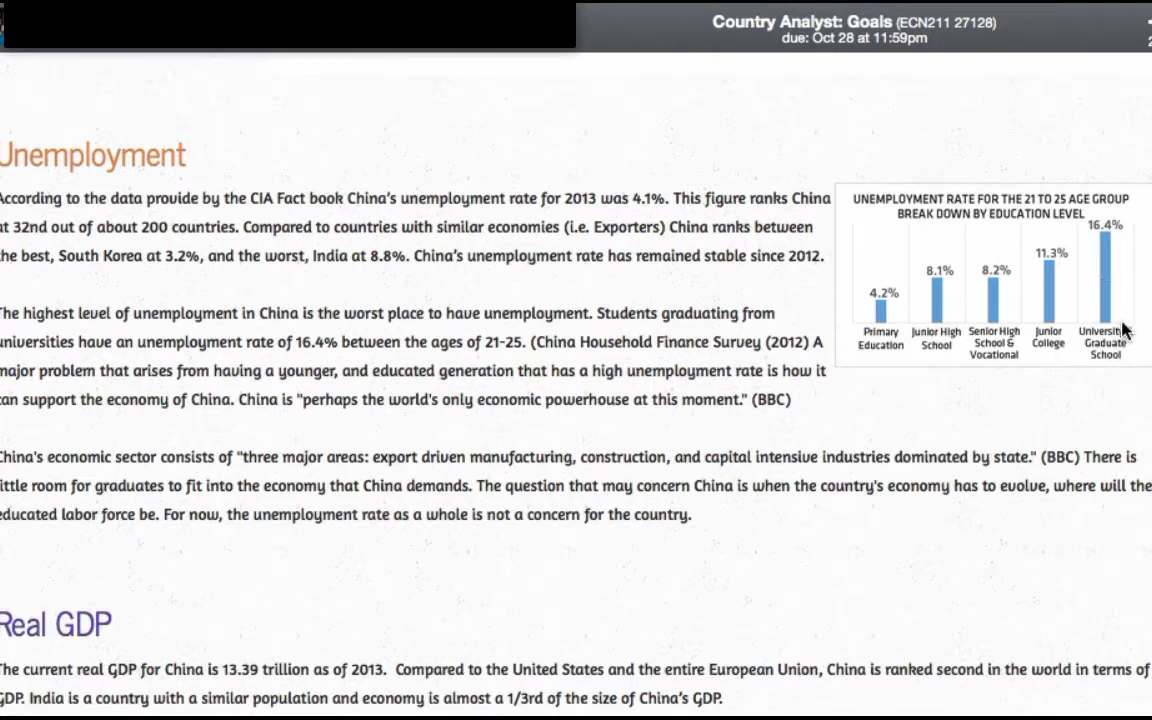 Country Analyst: Goals (ECN211 27128)
due: Oct 28 at 11:59pm
Unemployment
According to the data provide by the CIA Fact book China's unemployment rate for 2013 was 4.1%. This figure ranks China
at 32nd out of about 200 countries. Compared to countries with similar economies (i.e. Exporters) China ranks between
the best, South Korea at 3.2%, and the worst, India at 8.8%. China's unemployment rate has remained stable since 2012.
The highest level of unemployment in China is the worst place to have unemployment. Students graduating from
universities have an unemployment rate of 16.4% between the ages of 21-25. (China Household Finance Survey (2012) A
major problem that arises from having a younger, and educated generation that has a high unemployment rate is how it
can support the economy of China. China is "perhaps the world's only economic powerhouse at this moment." (BBC)
UNEMPLOYMENT RATE FOR THE 21 TO 25 AGE GROUP
BREAK DOWN BY EDUCATION LEVEL
4.2%
8.1%
8.2%
11.3%
16.4%
Primary
Education
Junior High
School
Senior High
School &
Vocational
Junior
College
University
Graduate
School
China's economic sector consists of "three major areas: export driven manufacturing, construction, and capital intensive industries dominated by state." (BBC) There is
little room for graduates to fit into the economy that China demands. The question that may concern China is when the country's economy has to evolve, where will the
educated labor force be. For now, the unemployment rate as a whole is not a concern for the country.
Real GDP
The current real GDP for China is 13.39 trillion as of 2013. Compared to the United States and the entire European Union, China is ranked second in the world in terms of
GDP. India is a country with a similar population and economy is almost a 1/3rd of the size of China's GDP.